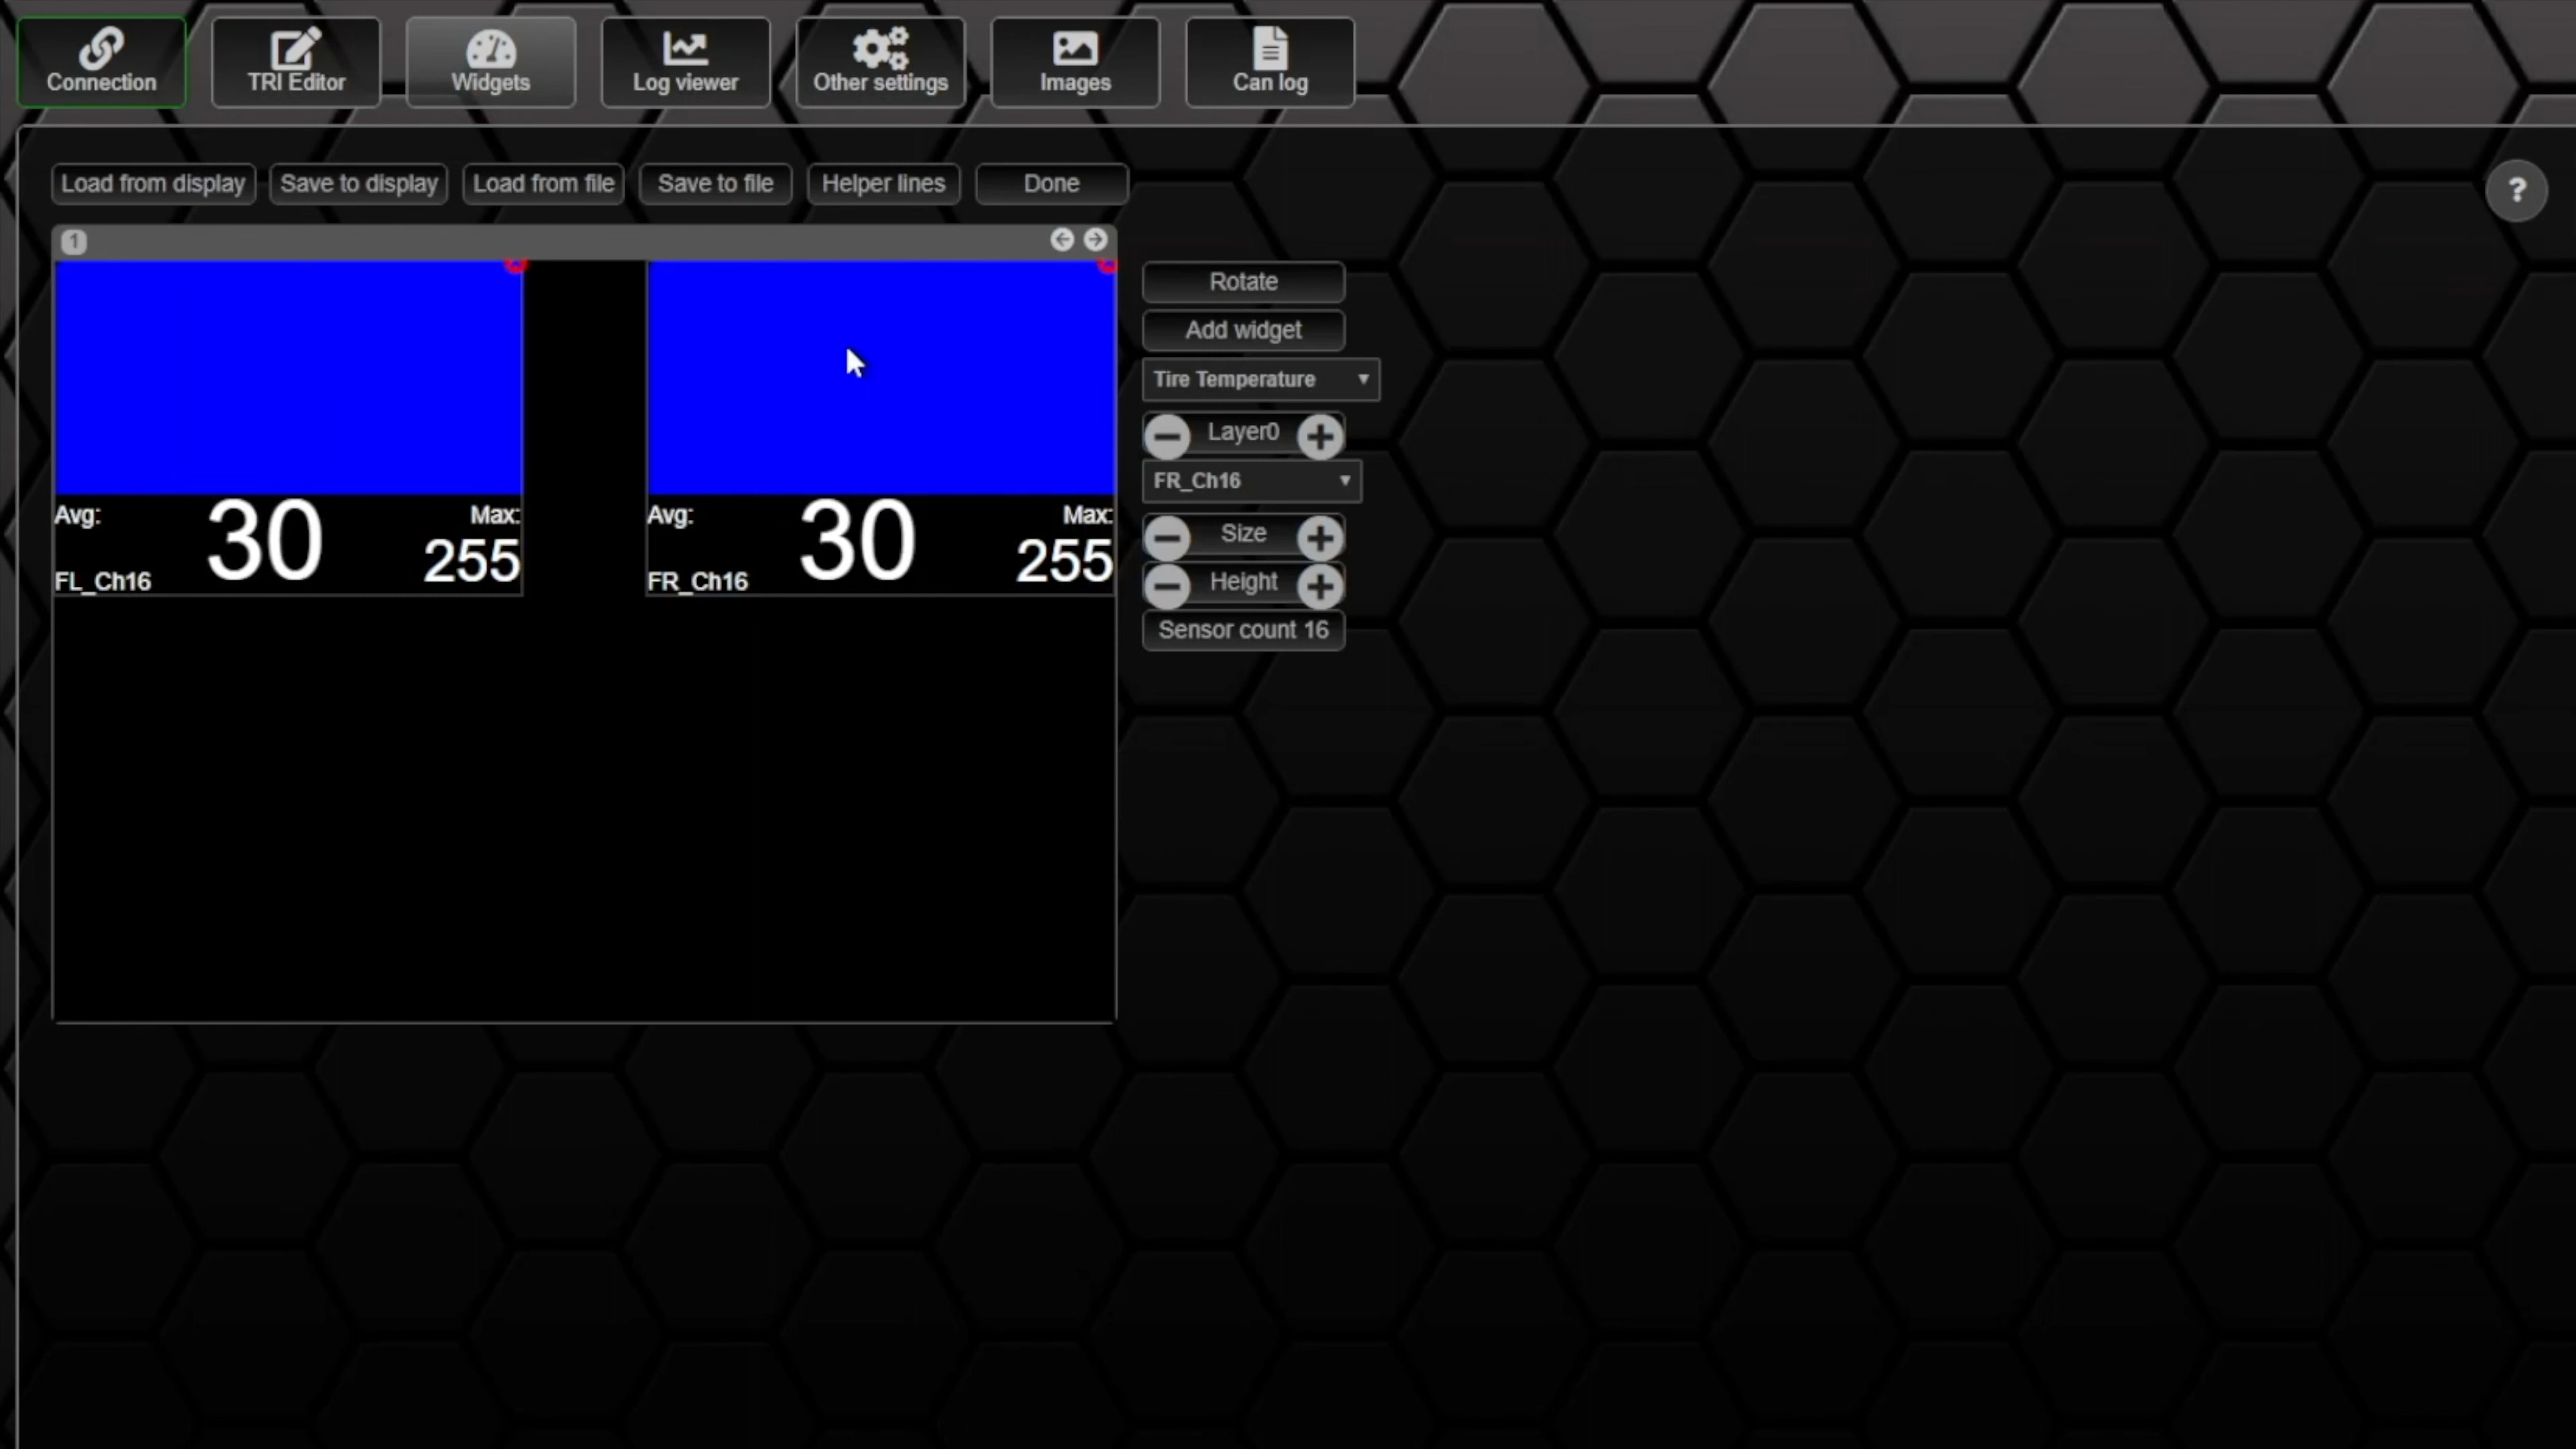 Connection
TRI Editor
Widgets
Log viewer
Other settings
Images
Can log
Load from display
Save to display
Load from file
Save to file
Helper lines
Done
?
1
Rotate
Add widget
Tire Temperature
Layer0
FR_Ch16
Size
Height
Sensor count 16
Avg:
30
Max:
255
FL_Ch16
Avg:
30
Max:
255
FR_Ch16